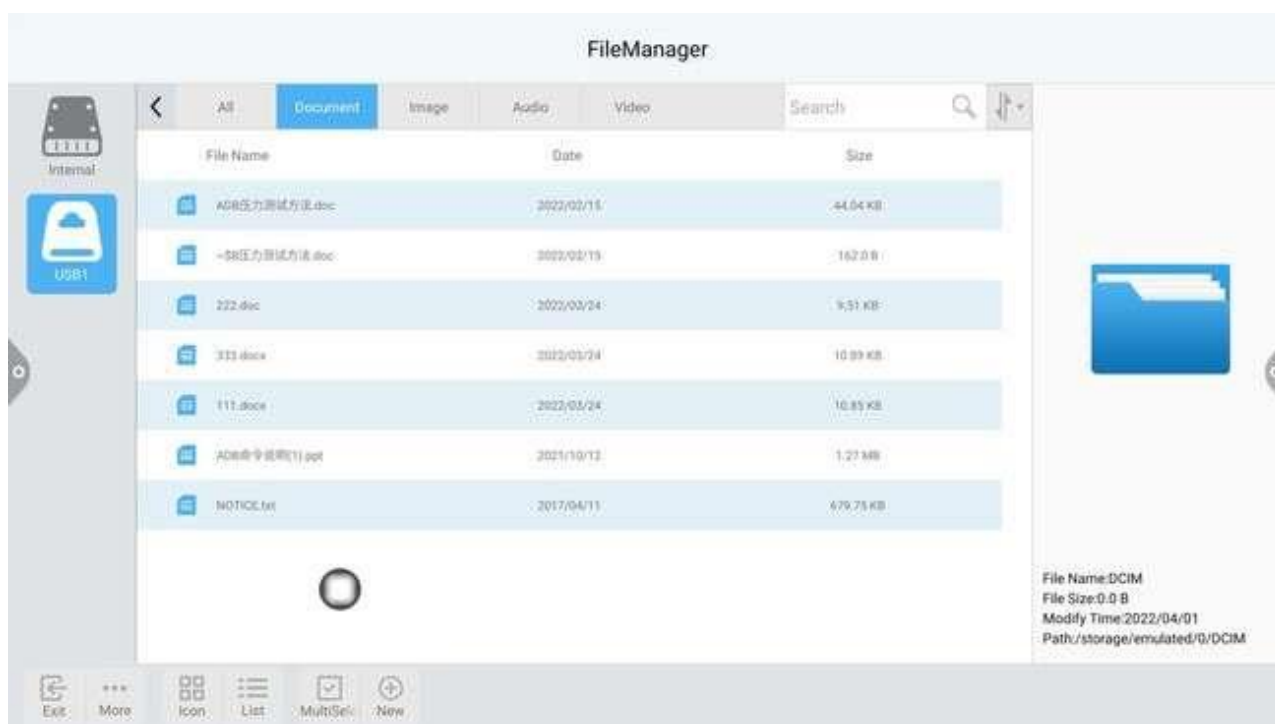 FileManager
All Document Image Audio Video Search
Internal
File Name Date Size
ADB压力测试方法.doc 2022/02/15 44.04 KB
~$B压力测试方法.doc 2022/02/15 162.0 B
USB1
222.doc 2022/03/24 9.51 KB
333.docx 2022/03/24 10.89 KB
111.docx 2022/03/24 10.85 KB
ADB命令说明(1).ppt 2021/10/12 1.27 MB
NOTICE.txt 2017/04/11 679.75 KB
File Name:DCIM
File Size:0.0 B
Modify Time:2022/04/01
Path:/storage/emulated/0/DCIM
Exit More Icon List MultiSele New